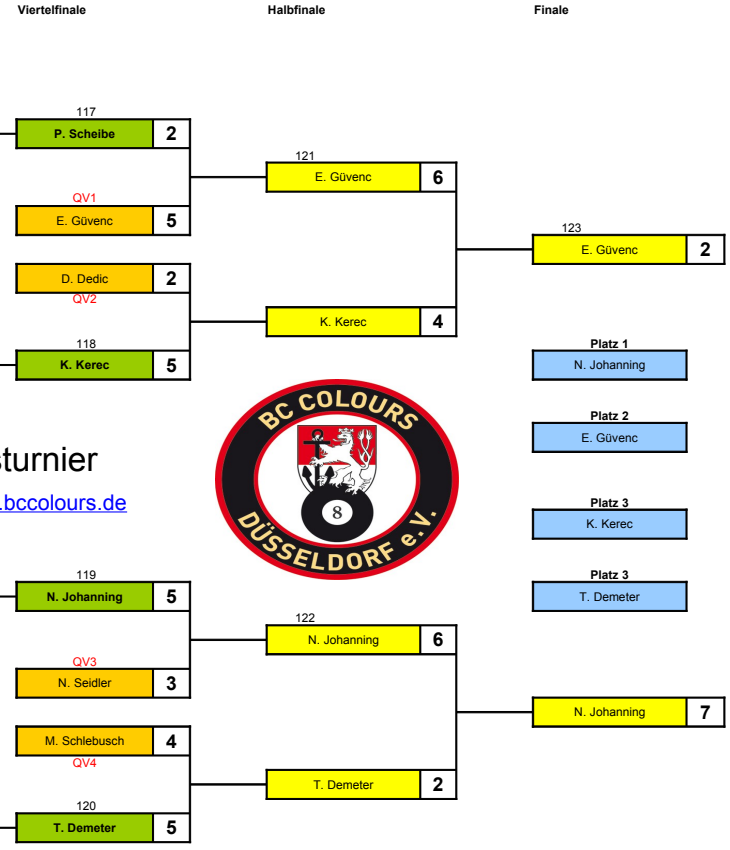 Viertelfinale Halbfinale Finale
117
P. Scheibe 2
121
E. Güvenc 6
QV1
E. Güvenc 5
123
E. Güvenc 2
D. Dedic 2
QV2
K. Kerec 4
118
K. Kerec 5
Platz 1
N. Johanning
BC COLOURS
8
DÜSSELDORF e.V.
Platz 2
E. Güvenc
sturnier
.bccolours.de
Platz 3
K. Kerec
Platz 3
T. Demeter
119
N. Johanning 5
122
N. Johanning 6
QV3
N. Seidler 3
N. Johanning 7
M. Schlebusch 4
QV4
T. Demeter 2
120
T. Demeter 5